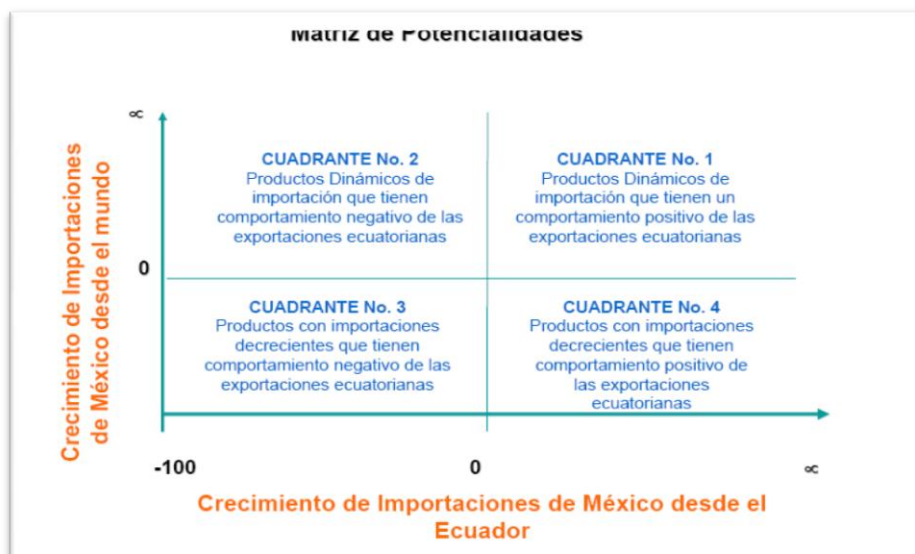 Matriz de Potencialidades
∝
CUADRANTE No. 2
Productos Dinámicos de
importación que tienen
comportamiento negativo de las
exportaciones ecuatorianas
CUADRANTE No. 1
Productos Dinámicos de
importación que tienen un
comportamiento positivo de las
exportaciones ecuatorianas
Crecimiento de Importaciones
de México desde el mundo
0
CUADRANTE No. 3
Productos con importaciones
decrecientes que tienen
comportamiento negativo de las
exportaciones ecuatorianas
CUADRANTE No. 4
Productos con importaciones
decrecientes que tienen
comportamiento positivo de
las exportaciones
ecuatorianas
-100
0
∝
Crecimiento de Importaciones de México desde el
Ecuador